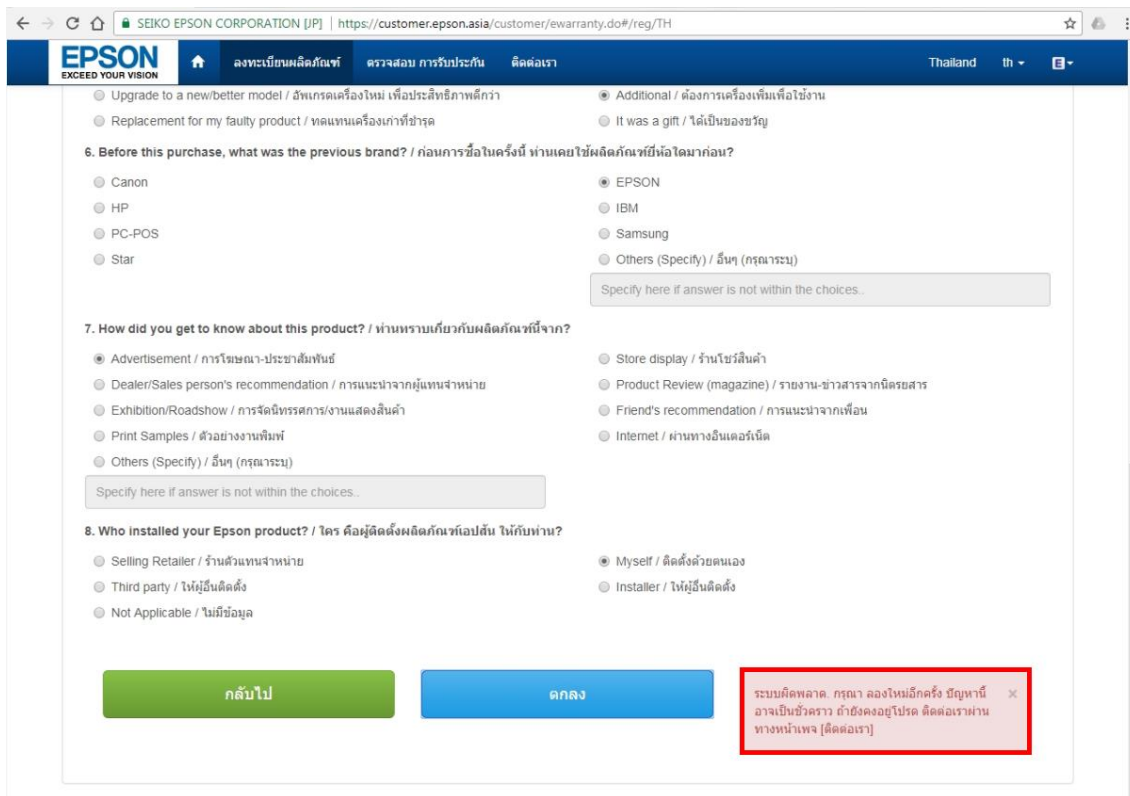 SEIKO EPSON CORPORATION [JP] | https://customer.epson.asia/customer/ewarranty.do#/reg/TH
EPSON
EXCEED YOUR VISION
ลงทะเบียนผลิตภัณฑ์ ตรวจสอบ การรับประกัน ติดต่อเรา Thailand th E
Upgrade to a new/better model / อัพเกรดเครื่องใหม่ เพื่อประสิทธิภาพดีกว่า Additional / ต้องการเครื่องเพิ่มเพื่อใช้งาน
Replacement for my faulty product / ทดแทนเครื่องเก่าที่ชำรุด It was a gift / ได้เป็นของขวัญ
6. Before this purchase, what was the previous brand? / ก่อนการซื้อในครั้งนี้ ท่านเคยใช้ผลิตภัณฑ์ยี่ห้อใดมาก่อน?
Canon EPSON
HP IBM
PC-POS Samsung
Star Others (Specify) / อื่นๆ (กรุณาระบุ)
Specify here if answer is not within the choices..
7. How did you get to know about this product? / ท่านทราบเกี่ยวกับผลิตภัณฑ์นี้จาก?
Advertisement / การโฆษณา-ประชาสัมพันธ์ Store display / ร้านโชว์สินค้า
Dealer/Sales person's recommendation / การแนะนำจากผู้แทนจำหน่าย Product Review (magazine) / รายงาน-ข่าวสารจากนิตยสาร
Exhibition/Roadshow / การจัดนิทรรศการ/งานแสดงสินค้า Friend's recommendation / การแนะนำจากเพื่อน
Print Samples / ตัวอย่างงานพิมพ์ Internet / ผ่านทางอินเตอร์เน็ต
Others (Specify) / อื่นๆ (กรุณาระบุ)
Specify here if answer is not within the choices..
8. Who installed your Epson product? / ใคร คือผู้ติดตั้งผลิตภัณฑ์เอปสัน ให้กับท่าน?
Selling Retailer / ร้านตัวแทนจำหน่าย Myself / ติดตั้งด้วยตนเอง
Third party / ให้ผู้อื่นติดตั้ง Installer / ให้ผู้อื่นติดตั้ง
Not Applicable / ไม่มีข้อมูล
กลับไป ตกลง
ระบบผิดพลาด. กรุณา ลองใหม่อีกครั้ง ปัญหานี้ ×
อาจเป็นชั่วคราว ถ้ายังคงอยู่โปรด ติดต่อเราผ่าน
ทางหน้าเพจ [ติดต่อเรา]